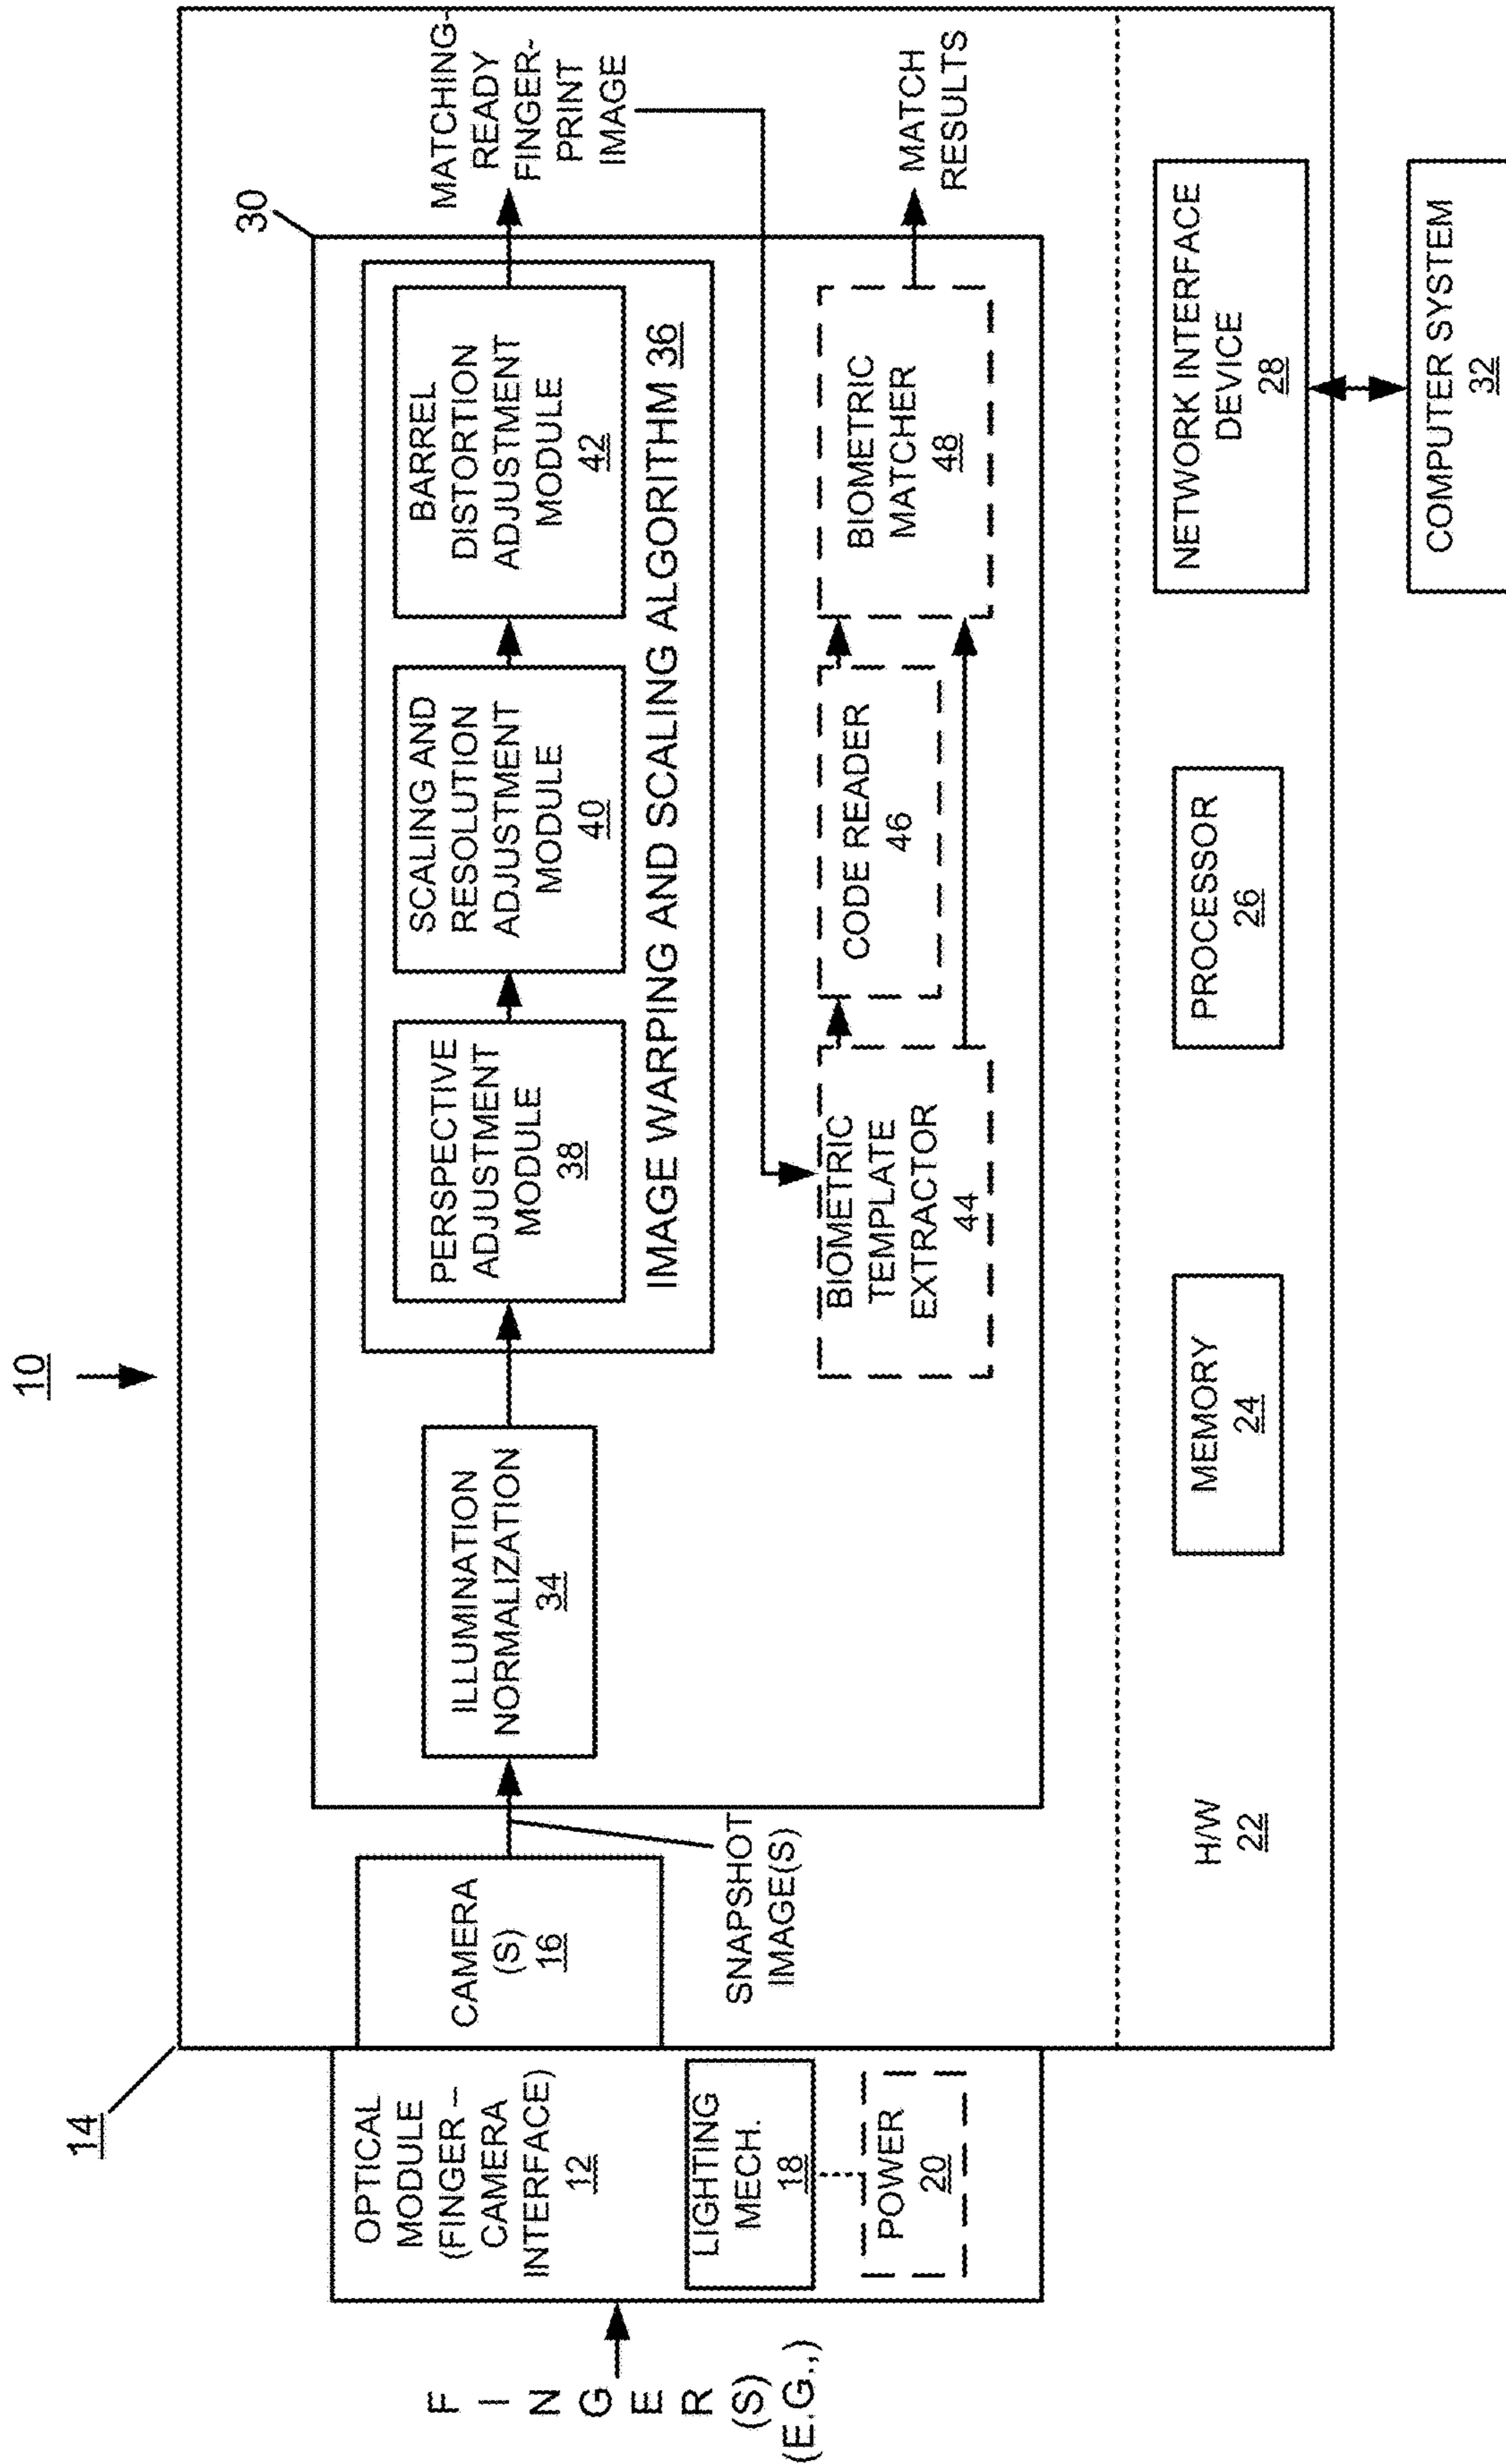 10
14
F
I
N
G
E
R
(S)
(E.G.,)
OPTICAL
MODULE
(FINGER –
CAMERA
INTERFACE)
12
LIGHTING
MECH.
18
POWER
20
CAMERA
(S)
16
SNAPSHOT
IMAGE(S)
30
ILLUMINATION
NORMALIZATION
34
PERSPECTIVE
ADJUSTMENT
MODULE
38
SCALING AND
RESOLUTION
ADJUSTMENT
MODULE
40
BARREL
DISTORTION
ADJUSTMENT
MODULE
42
IMAGE WARPING AND SCALING ALGORITHM 36
MATCHING-
READY
FINGER-
PRINT
IMAGE
BIOMETRIC
TEMPLATE
EXTRACTOR
44
CODE READER
46
BIOMETRIC
MATCHER
48
MATCH
RESULTS
H/W
22
MEMORY
24
PROCESSOR
26
NETWORK INTERFACE
DEVICE
28
COMPUTER SYSTEM
32